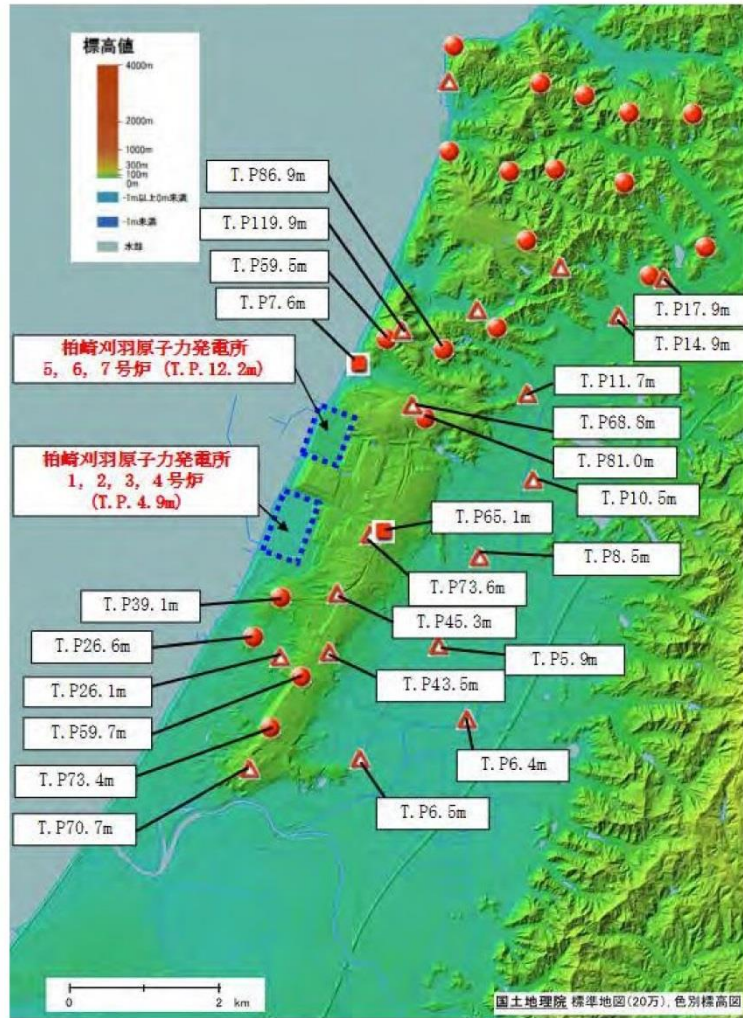 標高値
4000m
2000m
1000m
300m
100m
0m
-1m以上0m未満
-1m未満
水部
T.P86.9m
T.P119.9m
T.P59.5m
T.P7.6m
柏崎刈羽原子力発電所
5, 6, 7号炉 (T.P.12.2m)
柏崎刈羽原子力発電所
1, 2, 3, 4号炉
(T.P.4.9m)
T.P17.9m
T.P14.9m
T.P11.7m
T.P68.8m
T.P81.0m
T.P10.5m
T.P65.1m
T.P8.5m
T.P73.6m
T.P39.1m
T.P45.3m
T.P26.6m
T.P5.9m
T.P26.1m
T.P43.5m
T.P59.7m
T.P6.4m
T.P73.4m
T.P6.5m
T.P70.7m
0 2 km
国土地理院 標準地図(20万), 色別標高図